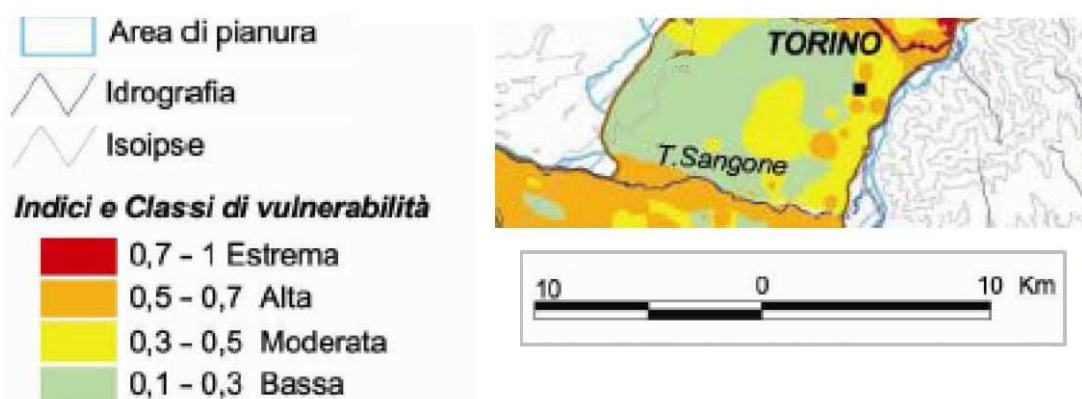 Area di pianura
Idrografia
Isoipse
Indici e Classi di vulnerabilità
0,7 – 1 Estrema
0,5 – 0,7 Alta
0,3 – 0,5 Moderata
0,1 – 0,3 Bassa
TORINO
T.Sangone
10 0 10 Km